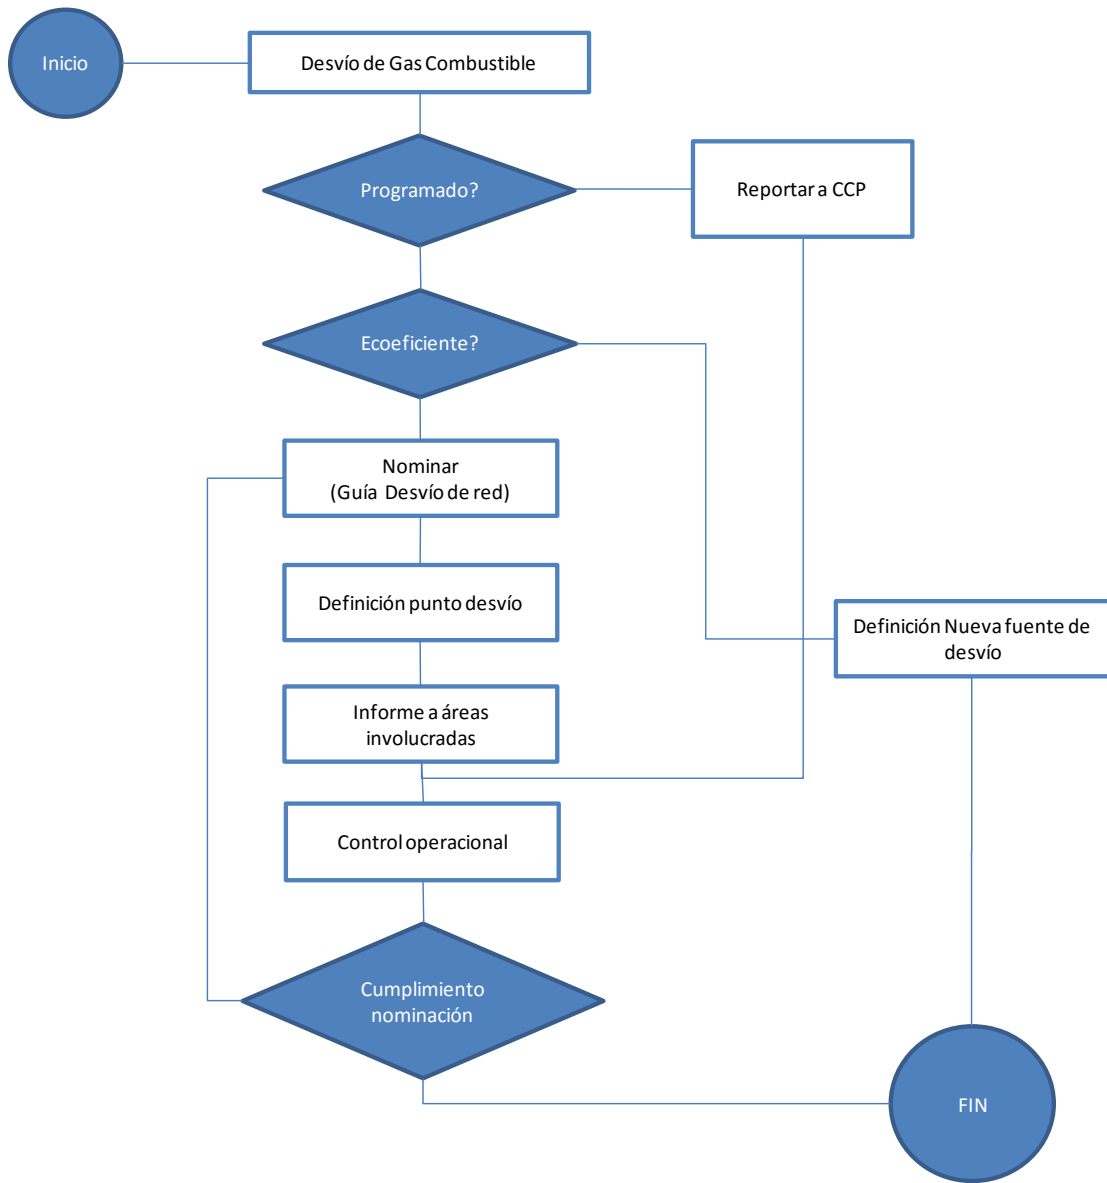 Inicio
Desvío de Gas Combustible
Programado?
Reportar a CCP
Ecoeficiente?
Nominar
(Guía Desvío de red)
Definición punto desvío
Definición Nueva fuente de
desvío
Informe a áreas
involucradas
Control operacional
Cumplimiento
nominación
FIN